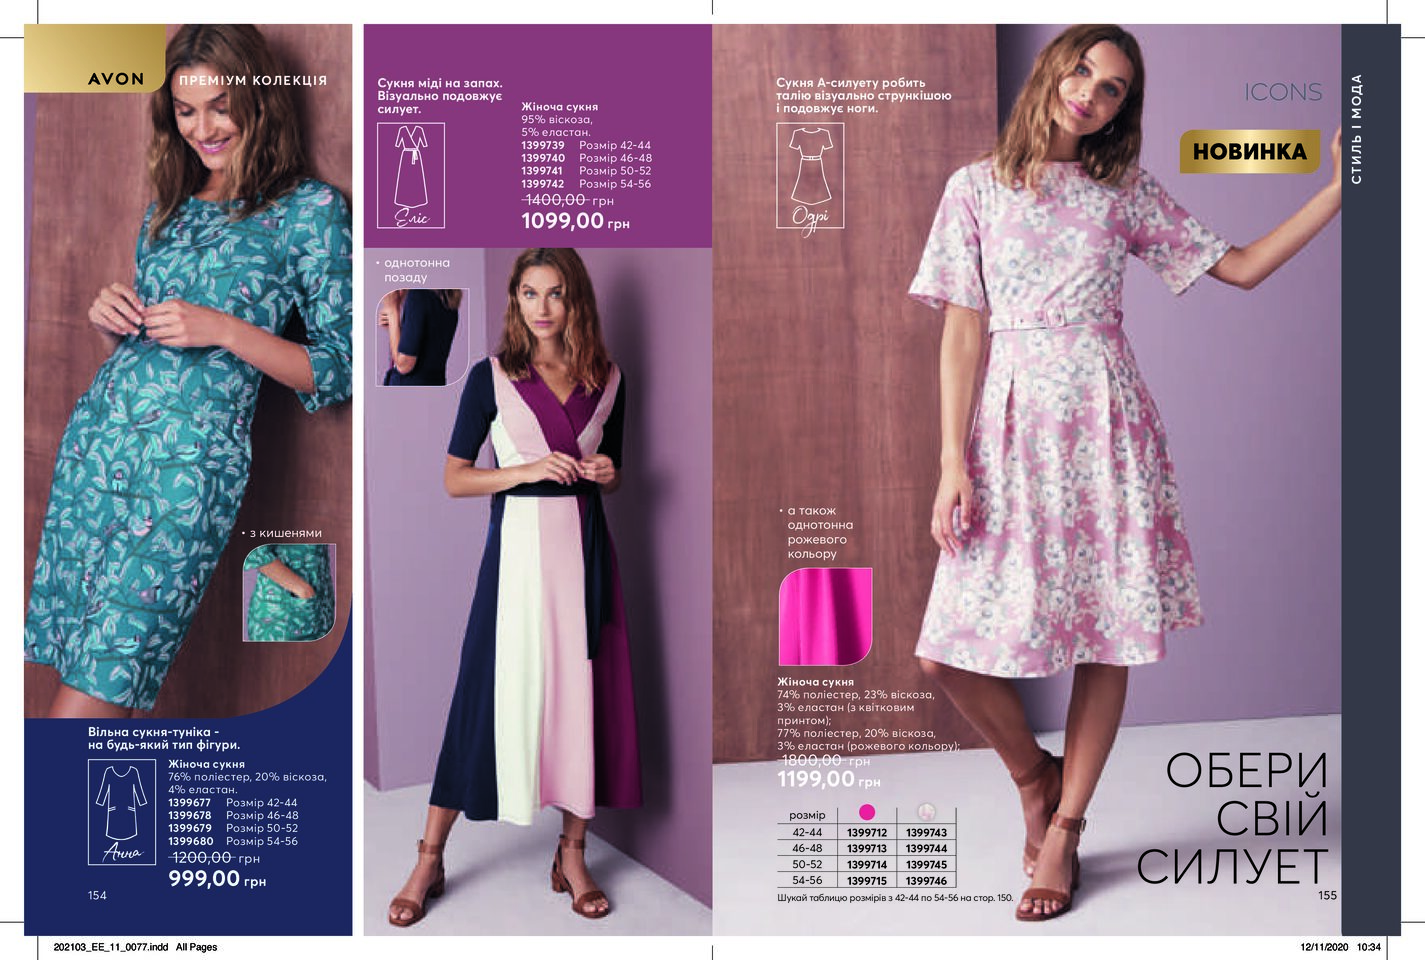 AVON
ПРЕМІУМ КОЛЕКЦІЯ
• з кишенями
Вільна сукня-туніка -
на будь-який тип фігури.
Анна
Жіноча сукня
76% поліестер, 20% віскоза,
4% еластан.
1399677 Розмір 42-44
1399678 Розмір 46-48
1399679 Розмір 50-52
1399680 Розмір 54-56
1200,00 грн
999,00 грн
154
Сукня міді на запах.
Візуально подовжує
силует.
Еліс
Жіноча сукня
95% віскоза,
5% еластан.
1399739 Розмір 42-44
1399740 Розмір 46-48
1399741 Розмір 50-52
1399742 Розмір 54-56
1400,00 грн
1099,00 грн
• однотонна
позаду
Сукня А-силуету робить
талію візуально стрункішою
і подовжує ноги.
Одрі
ICONS
НОВИНКА
СТИЛЬ І МОДА
• а також
однотонна
рожевого
кольору
Жіноча сукня
74% поліестер, 23% віскоза,
3% еластан (з квітковим
принтом);
77% поліестер, 20% віскоза,
3% еластан (рожевого кольору);
1800,00 грн
1199,00 грн
розмір
42-44 1399712 1399743
46-48 1399713 1399744
50-52 1399714 1399745
54-56 1399715 1399746
Шукай таблицю розмірів з 42-44 по 54-56 на стор. 150.
ОБЕРИ
СВІЙ
СИЛУЕТ
155
202103_EE_11_0077.indd All Pages
12/11/2020 10:34